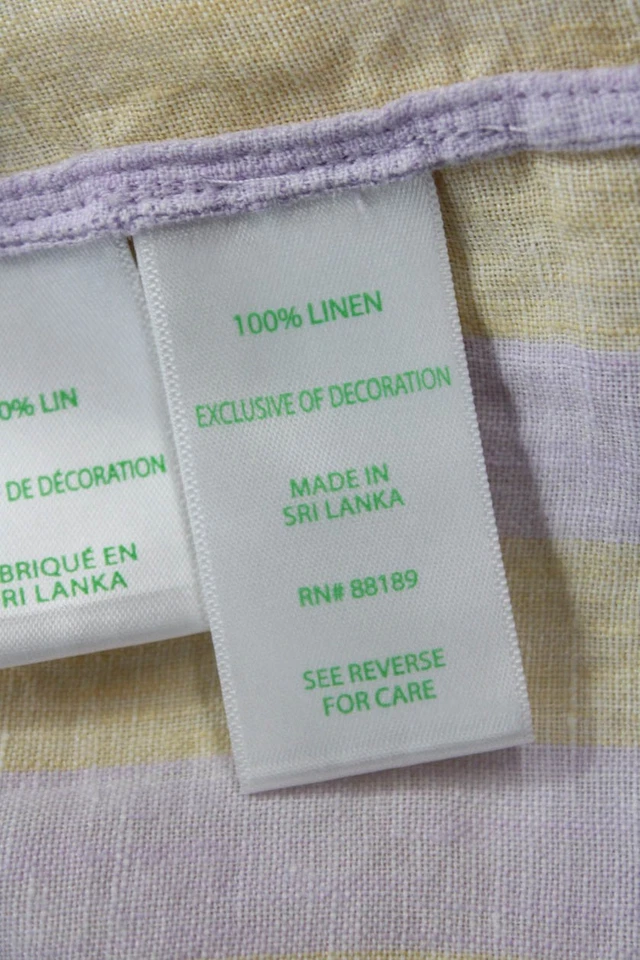 100% LINEN
EXCLUSIVE OF DECORATION
MADE IN
SRI LANKA
RN# 88189
SEE REVERSE
FOR CARE
0% LIN
DE DÉCORATION
BRIQUÉ EN
RI LANKA